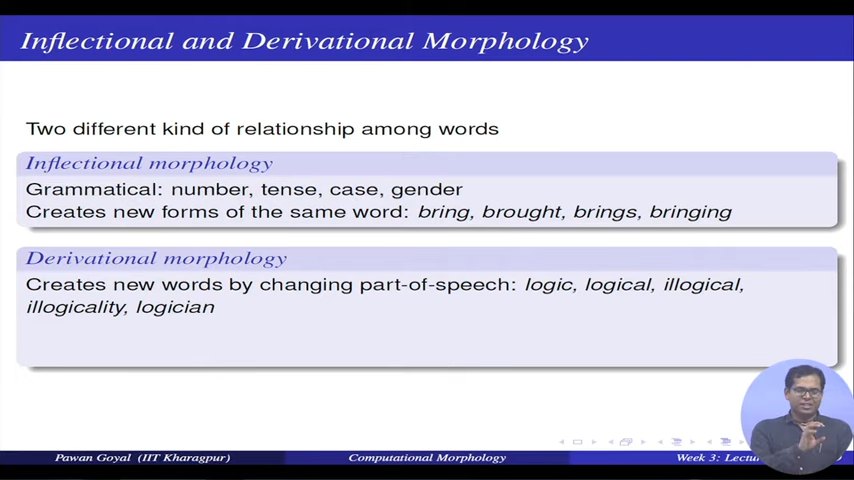 Inflectional and Derivational Morphology
Two different kind of relationship among words
Inflectional morphology
Grammatical: number, tense, case, gender
Creates new forms of the same word: bring, brought, brings, bringing
Derivational morphology
Creates new words by changing part-of-speech: logic, logical, illogical,
illogicality, logician
Pawan Goyal (IIT Kharagpur)
Computational Morphology
Week 3: